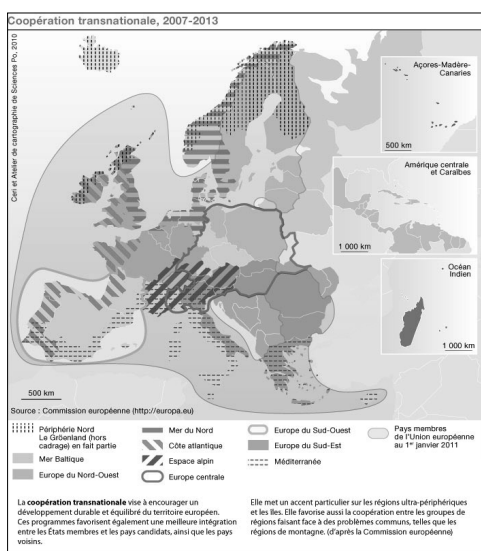 Coopération transnationale, 2007-2013
Ceri et Atelier de cartographie de Sciences Po, 2010
Açores-Madère-
Canaries
500 km
Amérique centrale
et Caraïbes
1 000 km
Océan
Indien
1 000 km
500 km
Source : Commission européenne (http://europa.eu)
Périphérie Nord
Le Gröenland (hors
cadrage) en fait partie
Mer Baltique
Europe du Nord-Ouest
Mer du Nord
Côte atlantique
Espace alpin
Europe centrale
Europe du Sud-Ouest
Europe du Sud-Est
Méditerranée
Pays membres
de l'Union européenne
au 1er janvier 2011
La coopération transnationale vise à encourager un
développement durable et équilibré du territoire européen.
Ces programmes favorisent également une meilleure intégration
entre les États membres et les pays candidats, ainsi que les pays
voisins.
Elle met un accent particulier sur les régions ultra-périphériques
et les îles. Elle favorise aussi la coopération entre les groupes de
régions faisant face à des problèmes communs, telles que les
régions de montagne. (d'après la Commission européenne)